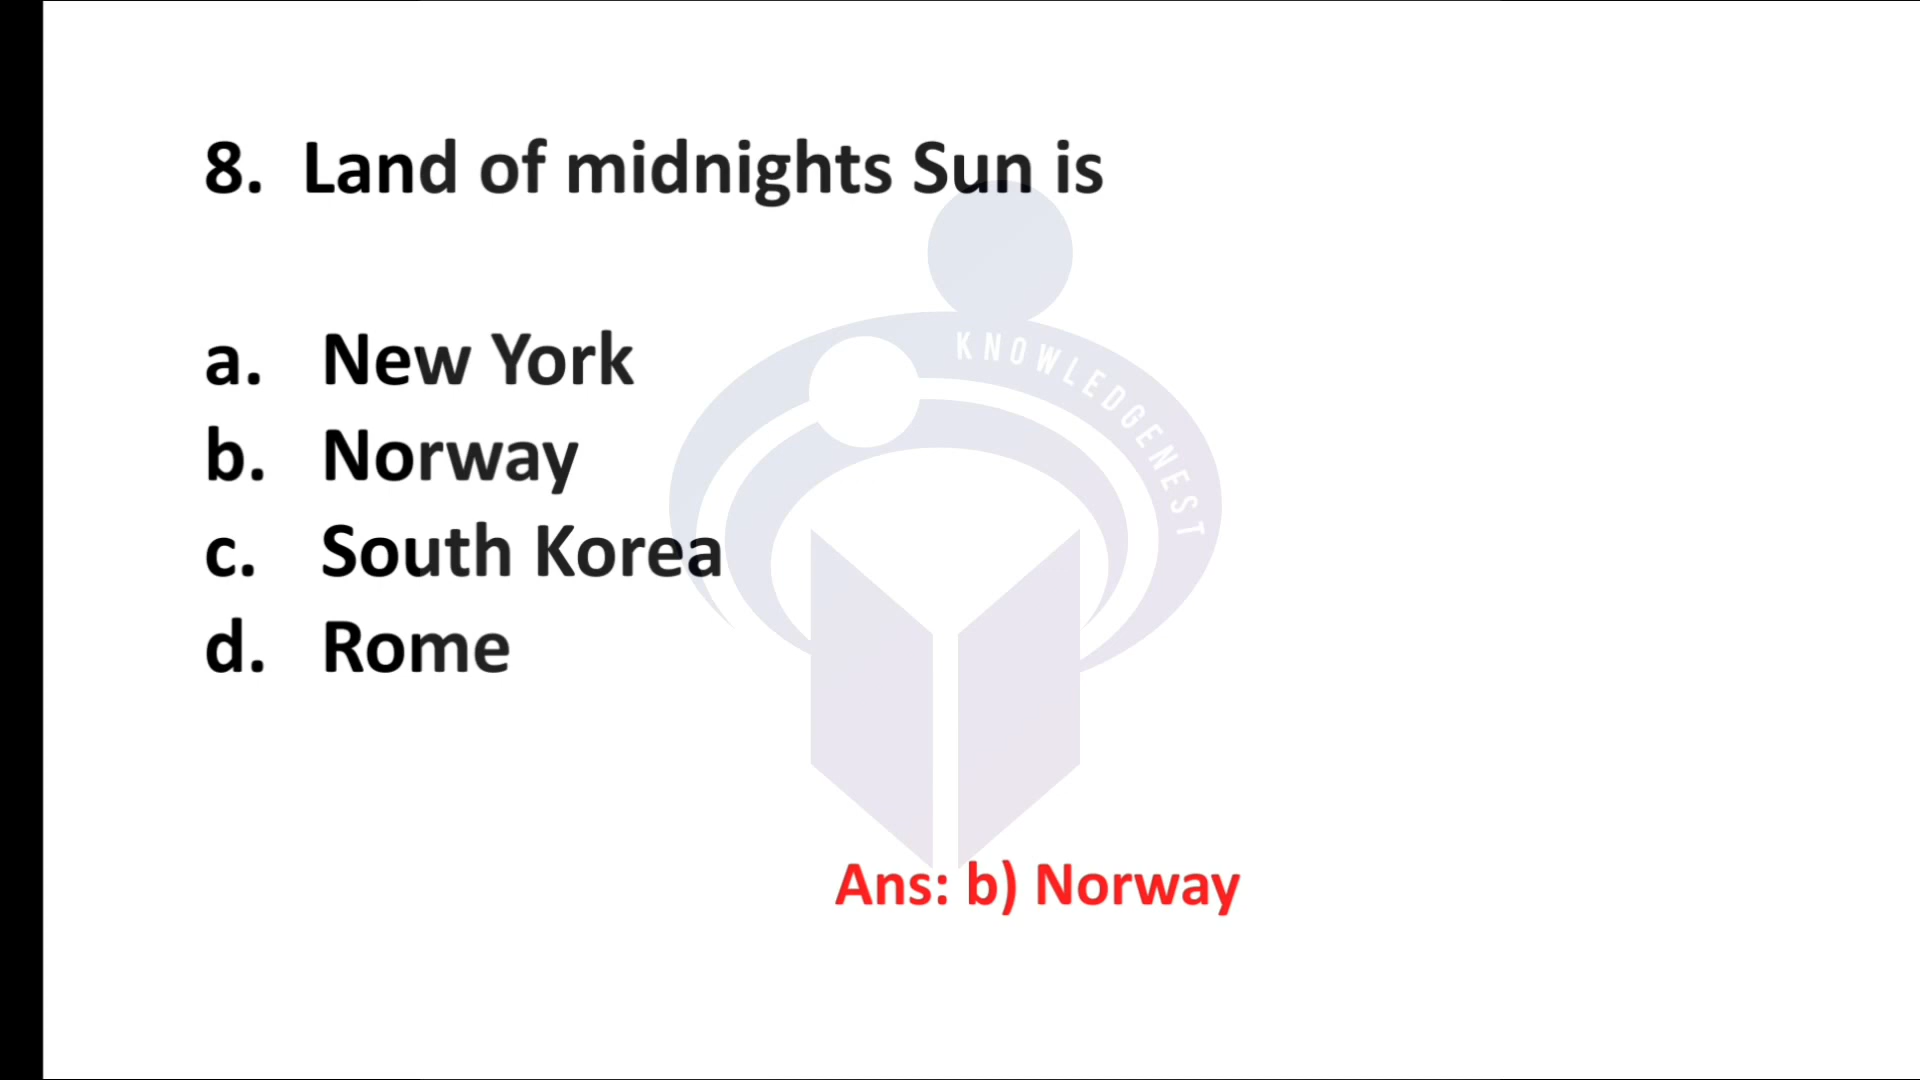 8. Land of midnights Sun is
KNOWLEDGENEST
a. New York
b. Norway
c. South Korea
d. Rome
Ans: b) Norway